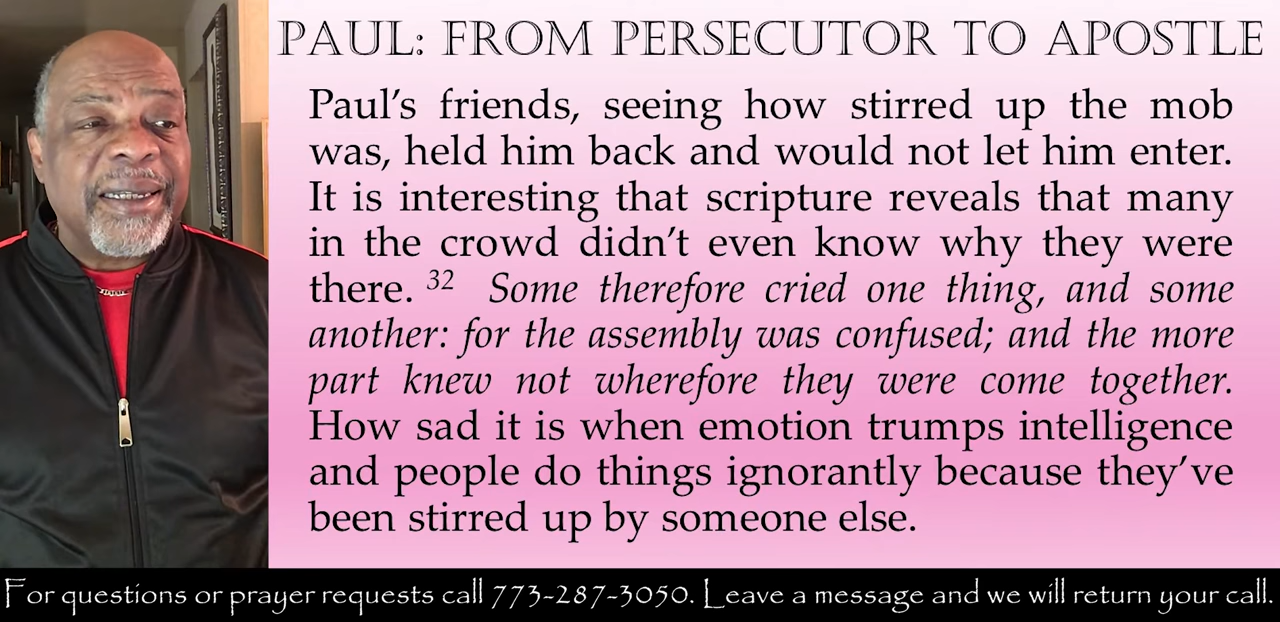 PAUL: FROM PERSECUTOR TO APOSTLE
Paul's friends, seeing how stirred up the mob
was, held him back and would not let him enter.
It is interesting that scripture reveals that many
in the crowd didn't even know why they were
there. 32 Some therefore cried one thing, and some
another: for the assembly was confused; and the more
part knew not wherefore they were come together.
How sad it is when emotion trumps intelligence
and people do things ignorantly because they've
been stirred up by someone else.
For questions or prayer requests call 773-287-3050. Leave a message and we will return your call.